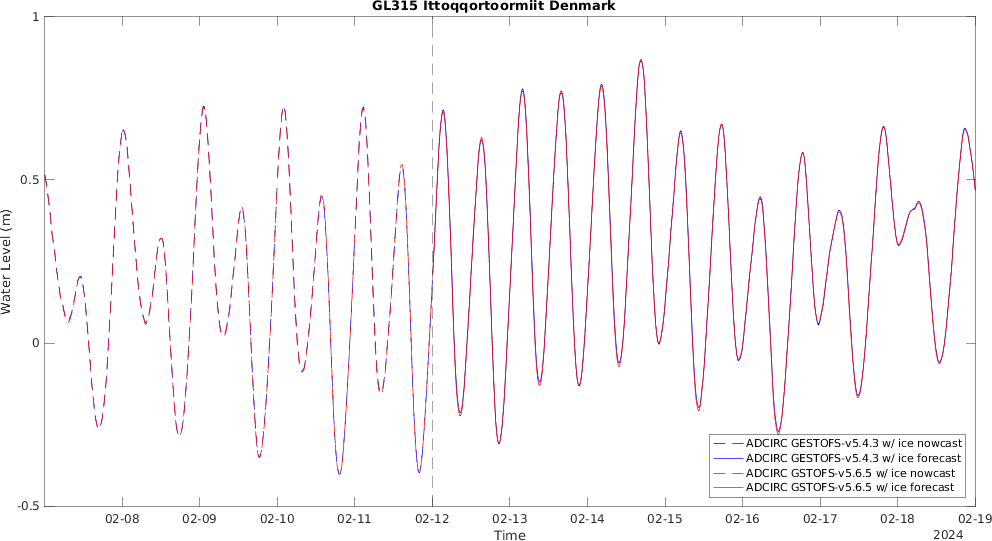 GL315 Ittoqqortoormiit Denmark
1
0.5
0
-0.5
Water Level (m)
ADCIRC GESTOFS-v5.4.3 w/ ice nowcast
ADCIRC GESTOFS-v5.4.3 w/ ice forecast
ADCIRC GSTOFS-v5.6.5 w/ ice nowcast
ADCIRC GSTOFS-v5.6.5 w/ ice forecast
02-08 02-09 02-10 02-11 02-12 02-13 02-14 02-15 02-16 02-17 02-18 02-19
Time
2024